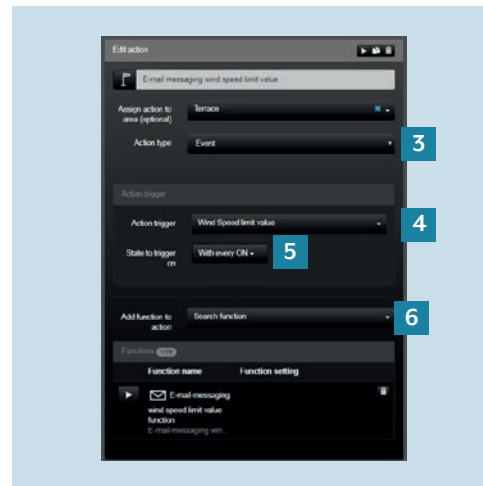 Edit action
E-mail messaging wind speed limit value
Assign action to
area (optional)
Terrace
Action type
Event
3
Action trigger
Action trigger
Wind Speed limit value
4
State to trigger
on
With every ON
5
Add function to
action
Search function
6
Functions
Function name Function setting
E-mail-messaging
wind speed limit value
function
E-mail-messaging win...